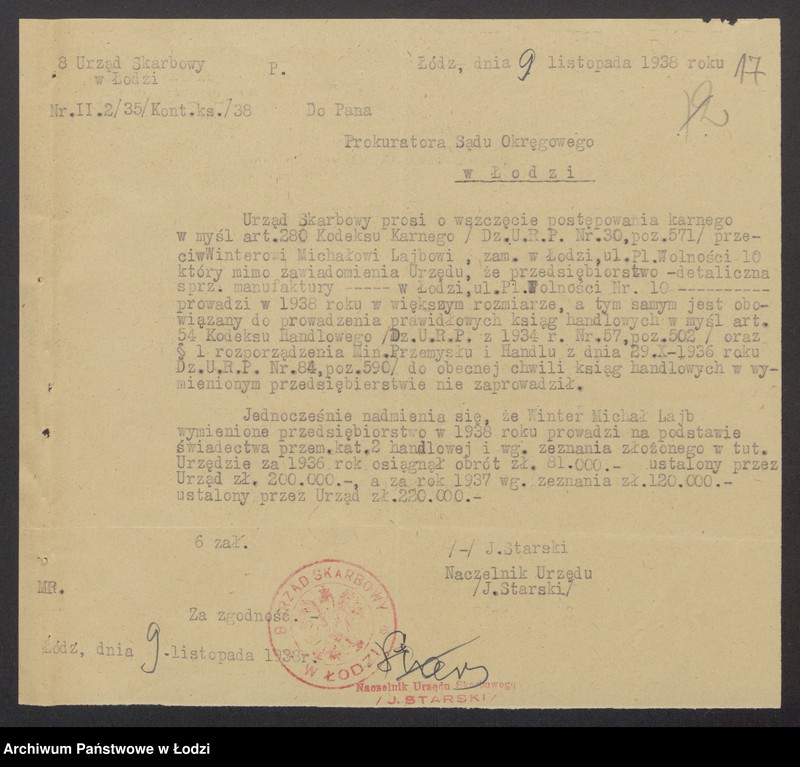 8 Urząd Skarbowy
w Łodzi
P.
Łódz, dnia 9 listopada 1938 roku
17
Nr.II.2/35/Kont.ks./38
Do Pana
Prokuratora Sądu Okręgowego
w Łodzi
Urząd Skarbowy prosi o wszczęcie postępowania karnego
w myśl art.280 Kodeksu Karnego / Dz.U.R.P. Nr.30,poz.571/ prze-
ciwWinterowi Michałowi Lajbowi , zam. w Łodzi,ul.Pl.Wolności 10
który mimo zawiadomienia Urzędu, że przedsiębiorstwo -detaliczna
sprz. manufaktury ----- w Łodzi,ul.Pl.Wolności Nr. 10 ----------
prowadzi w 1938 roku w większym rozmiarze, a tym samym jest obo-
wiązany do prowadzenia prawidłowych ksiąg handlowych w myśl art.
54 Kodeksu Handlowego /Dz.U.R.P. z 1934 r. Nr.57,poz.502 / oraz
§ 1 rozporządzenia Min.Przemysłu i Handlu z dnia 29.X-1936 roku
Dz.U.R.P. Nr.84,poz.590/ do obecnej chwili ksiąg handlowych w wy-
mienionym przedsiębierstwie nie zaprowadził.
Jednocześnie nadmienia się, że Winter Michał Lajb
wymienione przedsiębiorstwo w 1938 roku prowadzi na podstawie
świadectwa przem.kat.2 handlowej i wg. zeznania złożonego w tut.
Urzędzie za 1936 rok osiągnął obrót zł. 81.000.- ustalony przez
Urząd zł. 200.000.-, a za rok 1937 wg. zeznania zł.120.000.-
ustalony przez Urząd zł.220.000.-
6 zał.
/-/ J.Starski
Naczelnik Urzędu
/J.Starski/
MR.
Za zgodność. -
Łódz, dnia 9.listopada 1938r.
8 URZĄD SKARBOWY
W ŁODZI
Naczelnik Urzędu Skarbowego
/J. STARSKI/
Archiwum Państwowe w Łodzi